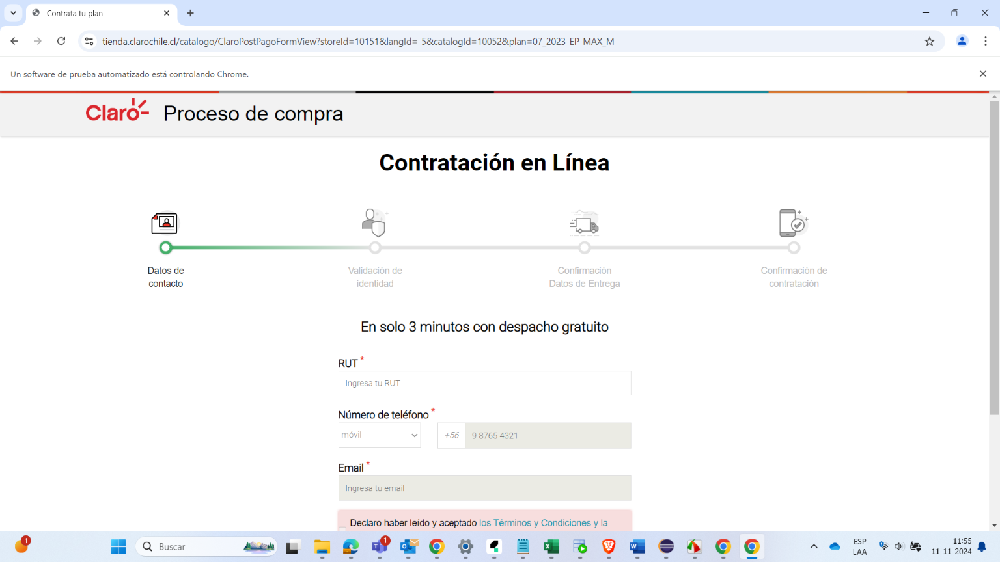 Contrata tu plan
tienda.clarochile.cl/catalogo/ClaroPostPagoFormView?storeId=10151&langId=-5&catalogId=10052&plan=07_2023-EP-MAX_M
Un software de prueba automatizado está controlando Chrome.
Claro Proceso de compra
Contratación en Línea
Datos de
contacto
Validación de
identidad
Confirmación
Datos de Entrega
Confirmación de
contratación
En solo 3 minutos con despacho gratuito
RUT *
Ingresa tu RUT
Número de teléfono *
móvil +56 9 8765 4321
Email *
Ingresa tu email
Declaro haber leído y aceptado los Términos y Condiciones y la
1 Buscar 1 ESP 11:55
LAA 11-11-2024